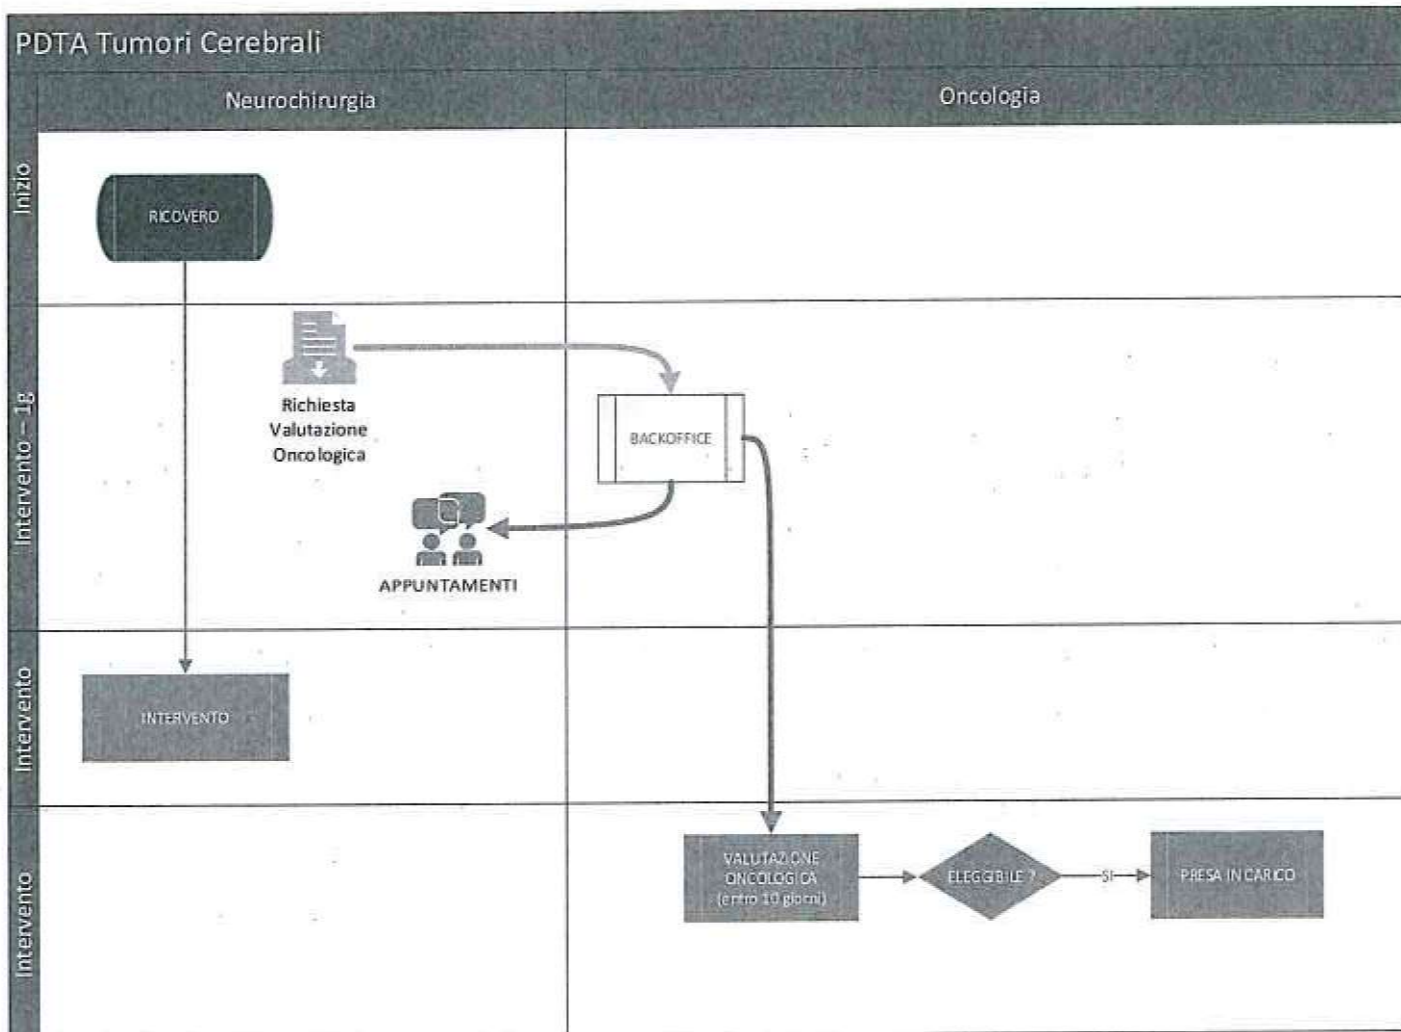 PDTA Tumori Cerebrali
Neurochirurgia
Oncologia
Inizio
RICOVERO
Intervento – 1g
Richiesta
Valutazione
Oncologica
BACKOFFICE
APPUNTAMENTI
Intervento
INTERVENTO
Intervento
VALUTAZIONE
ONCOLOGICA
(entro 10 giorni)
ELEGGIBILE ?
SI
PRESA IN CARICO